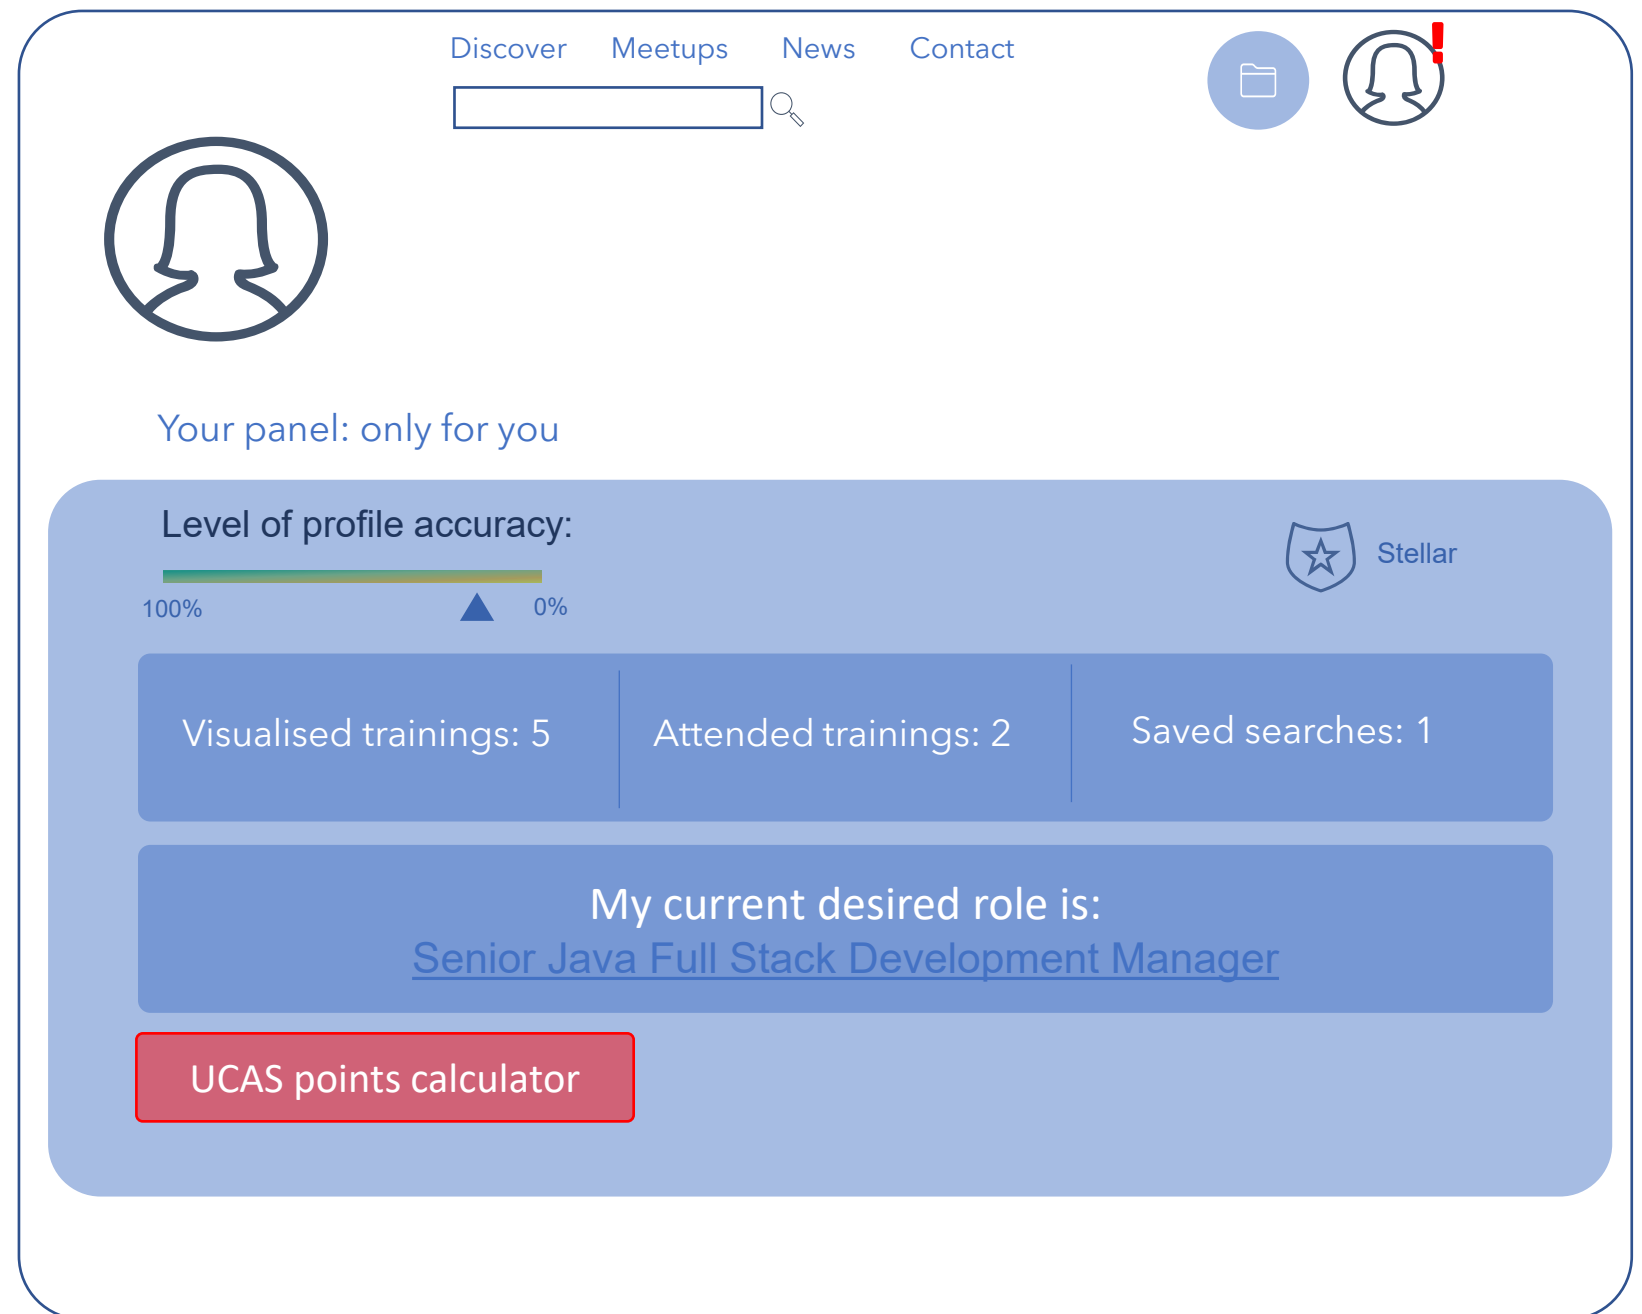 Discover Meetups News Contact
!
Your panel: only for you
Level of profile accuracy:
Stellar
100% 0%
Visualised trainings: 5 Attended trainings: 2 Saved searches: 1
My current desired role is:
Senior Java Full Stack Development Manager
UCAS points calculator